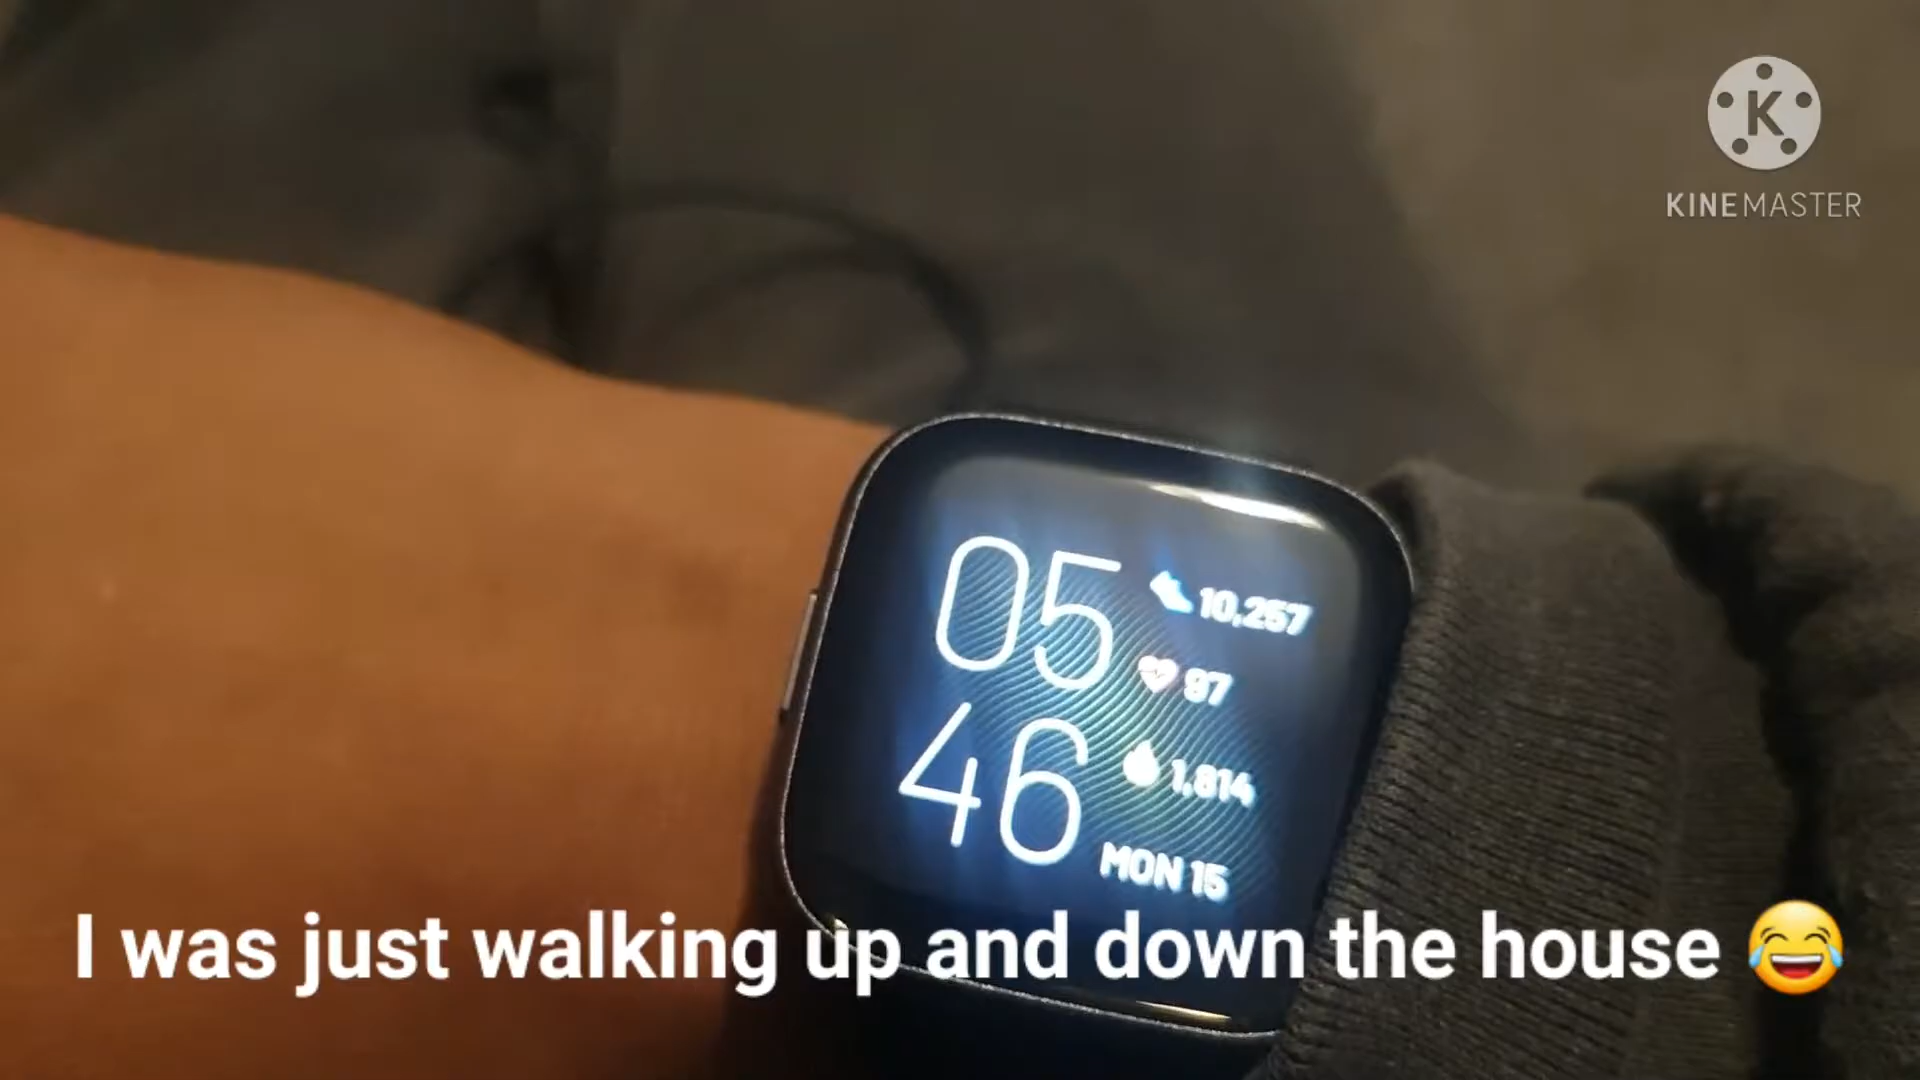 K
KINEMASTER
05
10,257
97
46
1,814
MON 15
I was just walking up and down the house 😂